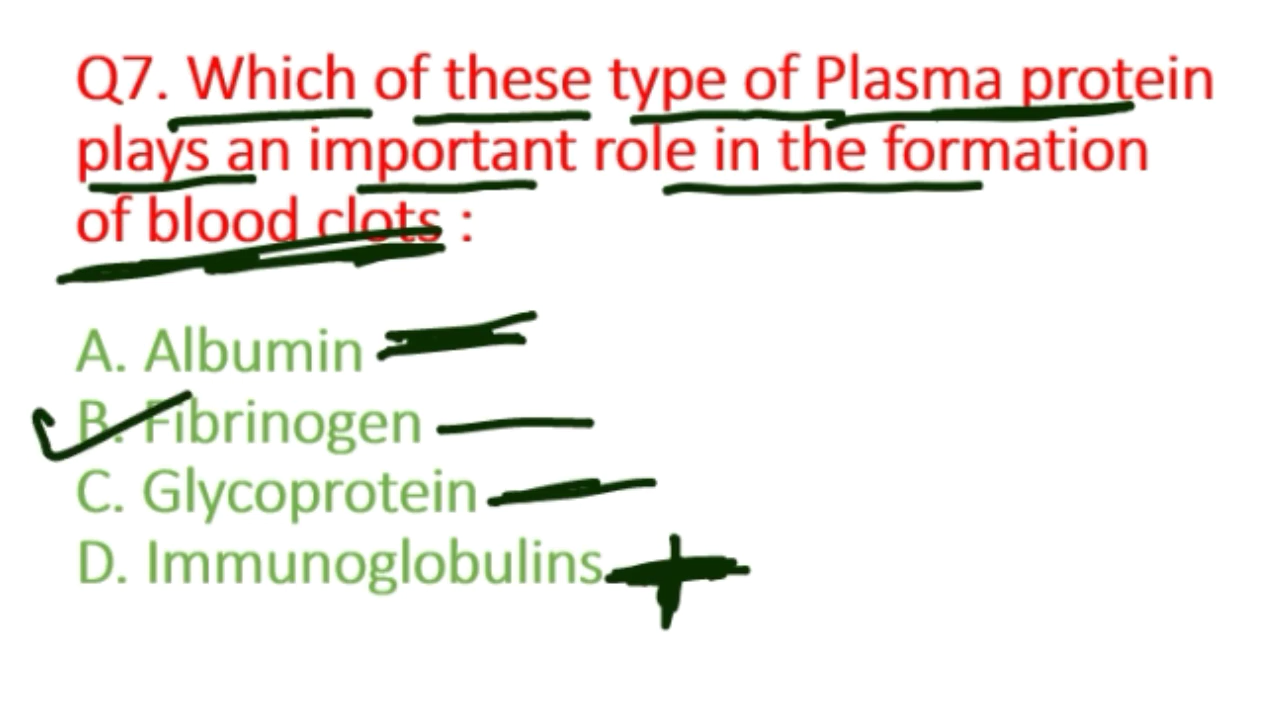 Q7. Which of these type of Plasma protein
plays an important role in the formation
of blood clots :
A. Albumin
B. Fibrinogen
C. Glycoprotein
D. Immunoglobulins